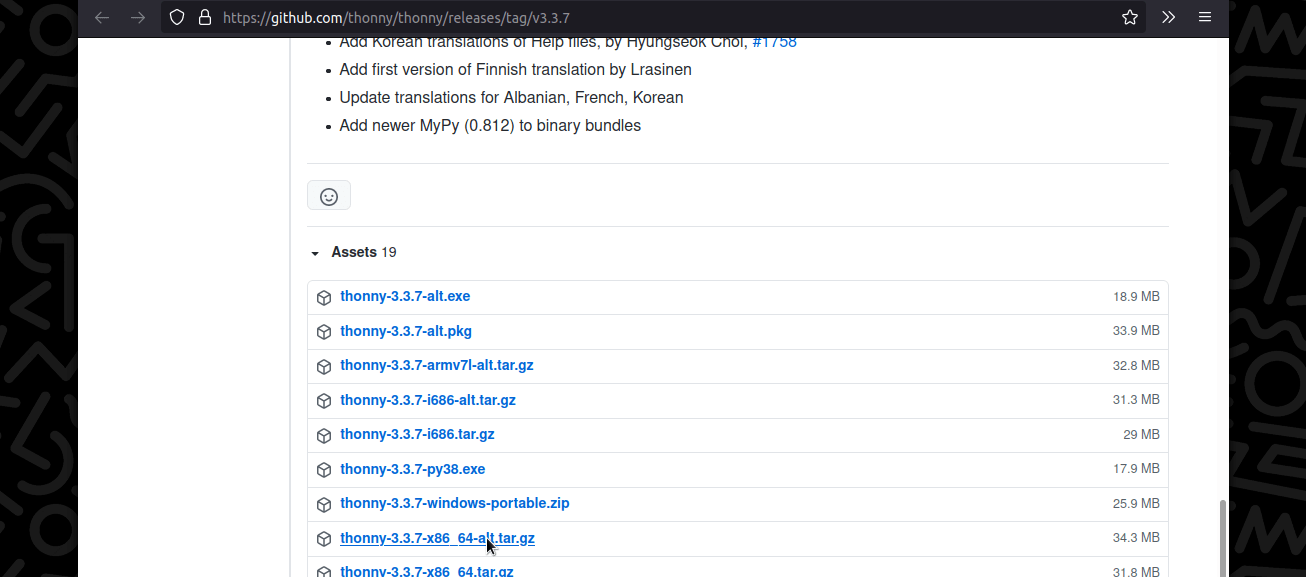 https://github.com/thonny/thonny/releases/tag/v3.3.7
Add Korean translations of Help files, by Hyungseok Choi, #1758
Add first version of Finnish translation by Lrasinen
Update translations for Albanian, French, Korean
Add newer MyPy (0.812) to binary bundles
Assets 19
thonny-3.3.7-alt.exe 18.9 MB
thonny-3.3.7-alt.pkg 33.9 MB
thonny-3.3.7-armv7l-alt.tar.gz 32.8 MB
thonny-3.3.7-i686-alt.tar.gz 31.3 MB
thonny-3.3.7-i686.tar.gz 29 MB
thonny-3.3.7-py38.exe 17.9 MB
thonny-3.3.7-windows-portable.zip 25.9 MB
thonny-3.3.7-x86_64-alt.tar.gz 34.3 MB
thonny-3.3.7-x86_64.tar.gz 31.8 MB